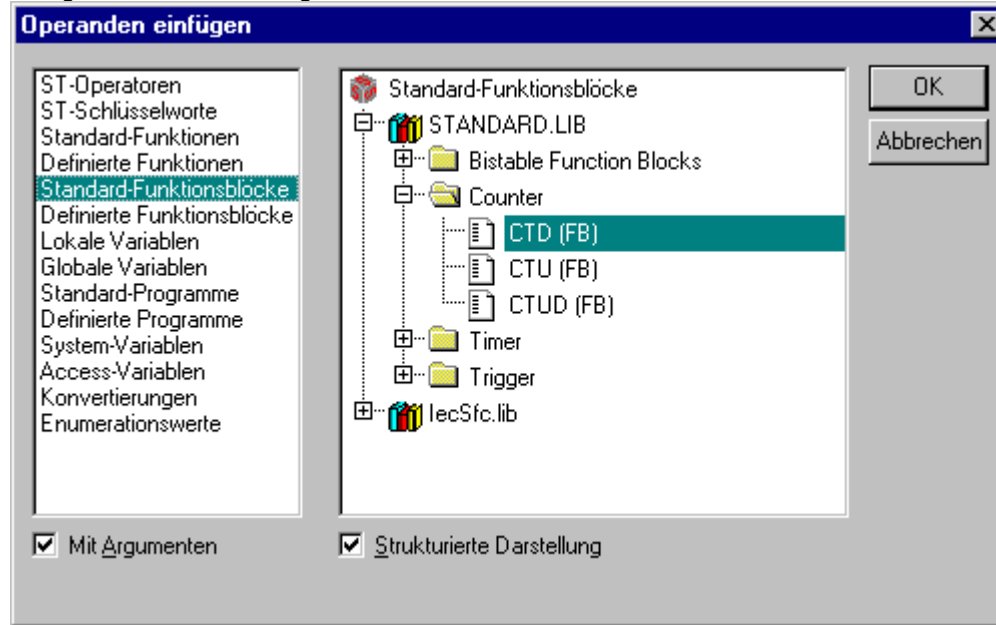 Operanden einfügen
ST-Operatoren
ST-Schlüsselworte
Standard-Funktionen
Definierte Funktionen
Standard-Funktionsblöcke
Definierte Funktionsblöcke
Lokale Variablen
Globale Variablen
Standard-Programme
Definierte Programme
System-Variablen
Access-Variablen
Konvertierungen
Enumerationswerte
Standard-Funktionsblöcke
STANDARD.LIB
Bistable Function Blocks
Counter
CTD (FB)
CTU (FB)
CTUD (FB)
Timer
Trigger
IecSfc.lib
OK
Abbrechen
Mit Argumenten
Strukturierte Darstellung